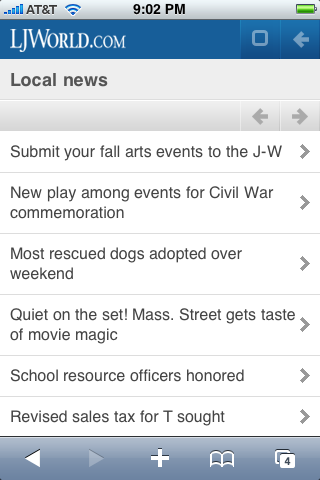 AT&T 9:02 PM
LJWORLD.COM
Local news
Submit your fall arts events to the J-W
New play among events for Civil War
commemoration
Most rescued dogs adopted over
weekend
Quiet on the set! Mass. Street gets taste
of movie magic
School resource officers honored
Revised sales tax for T sought
4